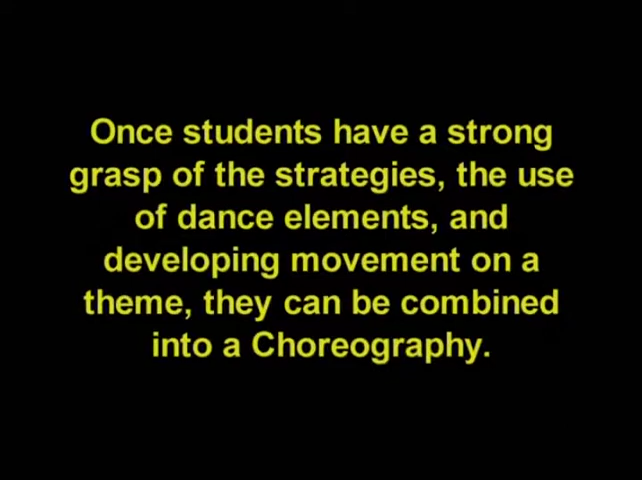 Once students have a strong
grasp of the strategies, the use
of dance elements, and
developing movement on a
theme, they can be combined
into a Choreography.